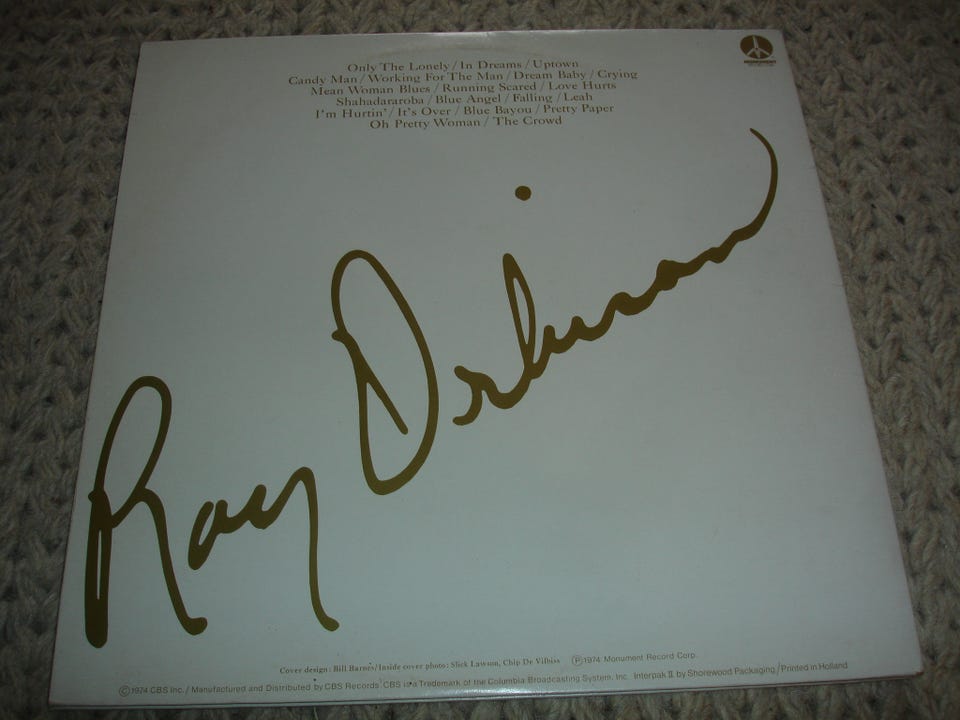 Only The Lonely / In Dreams / Uptown
Candy Man / Working For The Man / Dream Baby / Crying
Mean Woman Blues / Running Scared / Love Hurts
Shahadararoba / Blue Angel / Falling / Leah
I'm Hurtin' / It's Over / Blue Bayou / Pretty Paper
Oh Pretty Woman / The Crowd
MONUMENT
Roy Orbison
Cover design : Bill Barnes / Inside cover photo : Slick Lawson, Chip De Vilbiss Ⓟ 1974 Monument Record Corp.
© 1974 CBS Inc. / Manufactured and Distributed by CBS Records CBS is a Trademark of the Columbia Broadcasting System, Inc. Interpak II by Shorewood Packaging / Printed in Holland